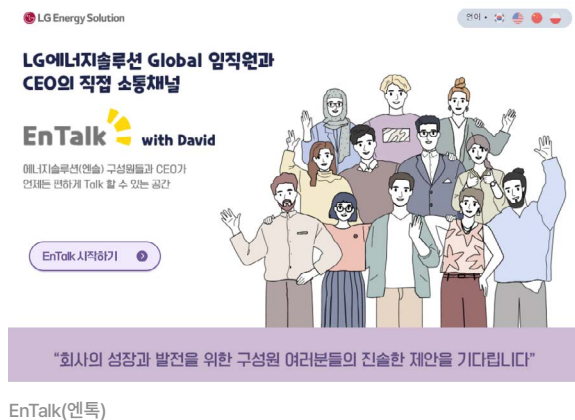 LG Energy Solution
언어 ▸
LG에너지솔루션 Global 임직원과
CEO의 직접 소통채널
EnTalk with David
에너지솔루션(엔솔) 구성원들과 CEO가
언제든 편하게 Talk 할 수 있는 공간
EnTalk 시작하기
“회사의 성장과 발전을 위한 구성원 여러분들의 진솔한 제안을 기다립니다”
EnTalk(엔톡)